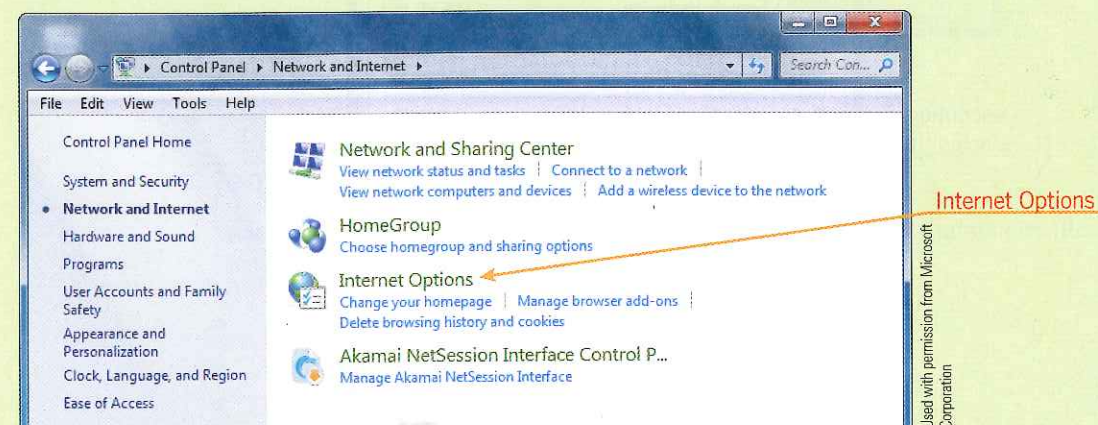 Control Panel ▸ Network and Internet ▸
Search Con...
File Edit View Tools Help
Control Panel Home
System and Security
• Network and Internet
Hardware and Sound
Programs
User Accounts and Family
Safety
Appearance and
Personalization
Clock, Language, and Region
Ease of Access
Network and Sharing Center
View network status and tasks | Connect to a network |
View network computers and devices | Add a wireless device to the network
HomeGroup
Choose homegroup and sharing options
Internet Options
Change your homepage | Manage browser add-ons |
Delete browsing history and cookies
Akamai NetSession Interface Control P...
Manage Akamai NetSession Interface
Internet Options
Used with permission from Microsoft
Corporation